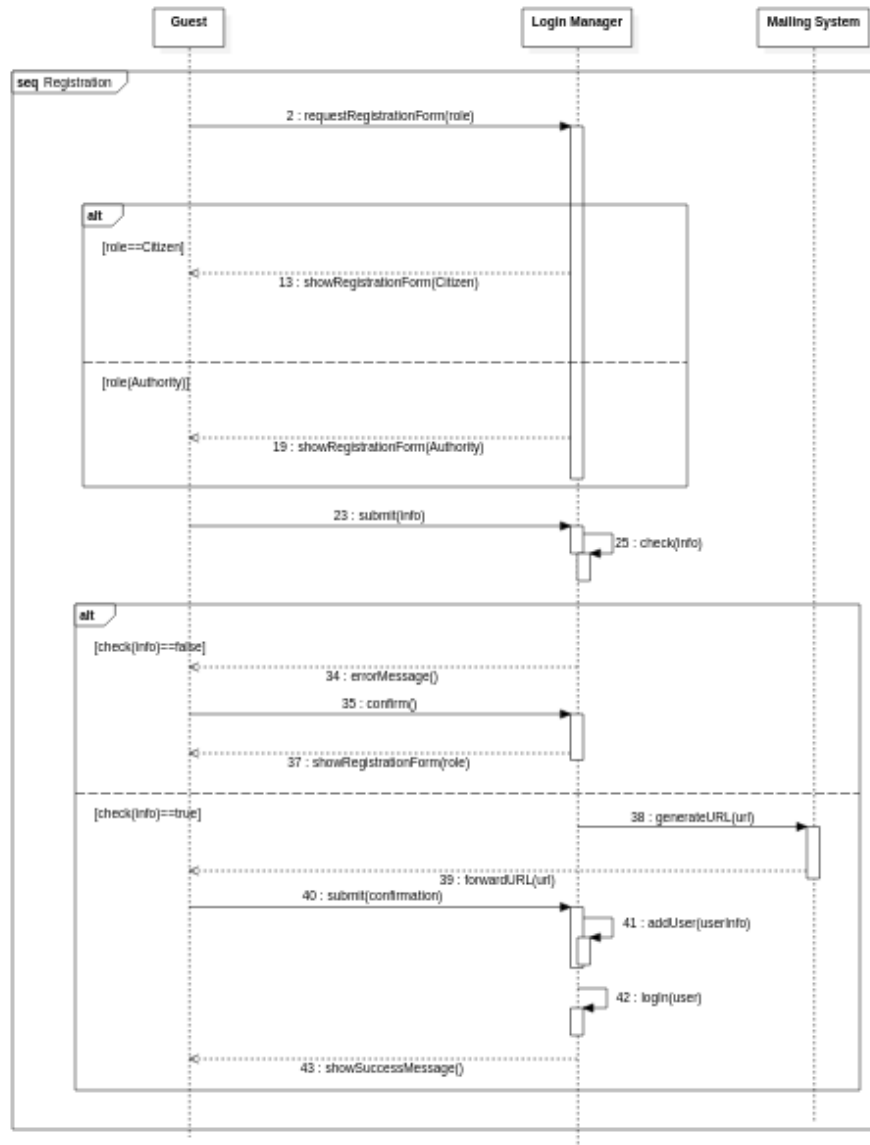 Guest
Login Manager
Mailing System
seq Registration
2 : requestRegistrationForm(role)
alt
[role==Citizen]
13 : showRegistrationForm(Citizen)
[role(Authority)]
19 : showRegistrationForm(Authority)
23 : submit(info)
25 : check(info)
alt
[check(info)==false]
34 : errorMessage()
35 : confirm()
37 : showRegistrationForm(role)
[check(info)==true]
38 : generateURL(url)
39 : forwardURL(url)
40 : submit(confirmation)
41 : addUser(userInfo)
42 : logIn(user)
43 : showSuccessMessage()